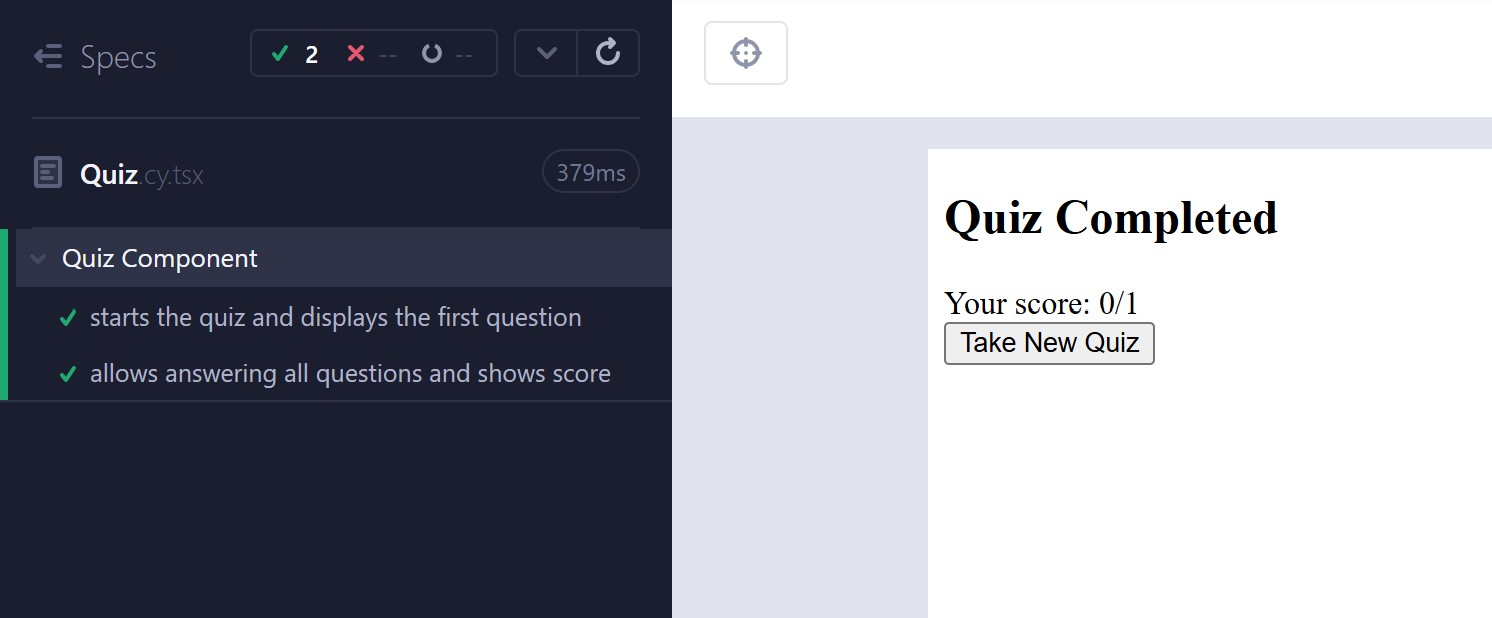 Specs
2
--
--
Quiz.cy.tsx
379ms
Quiz Component
starts the quiz and displays the first question
allows answering all questions and shows score
Quiz Completed
Your score: 0/1
Take New Quiz